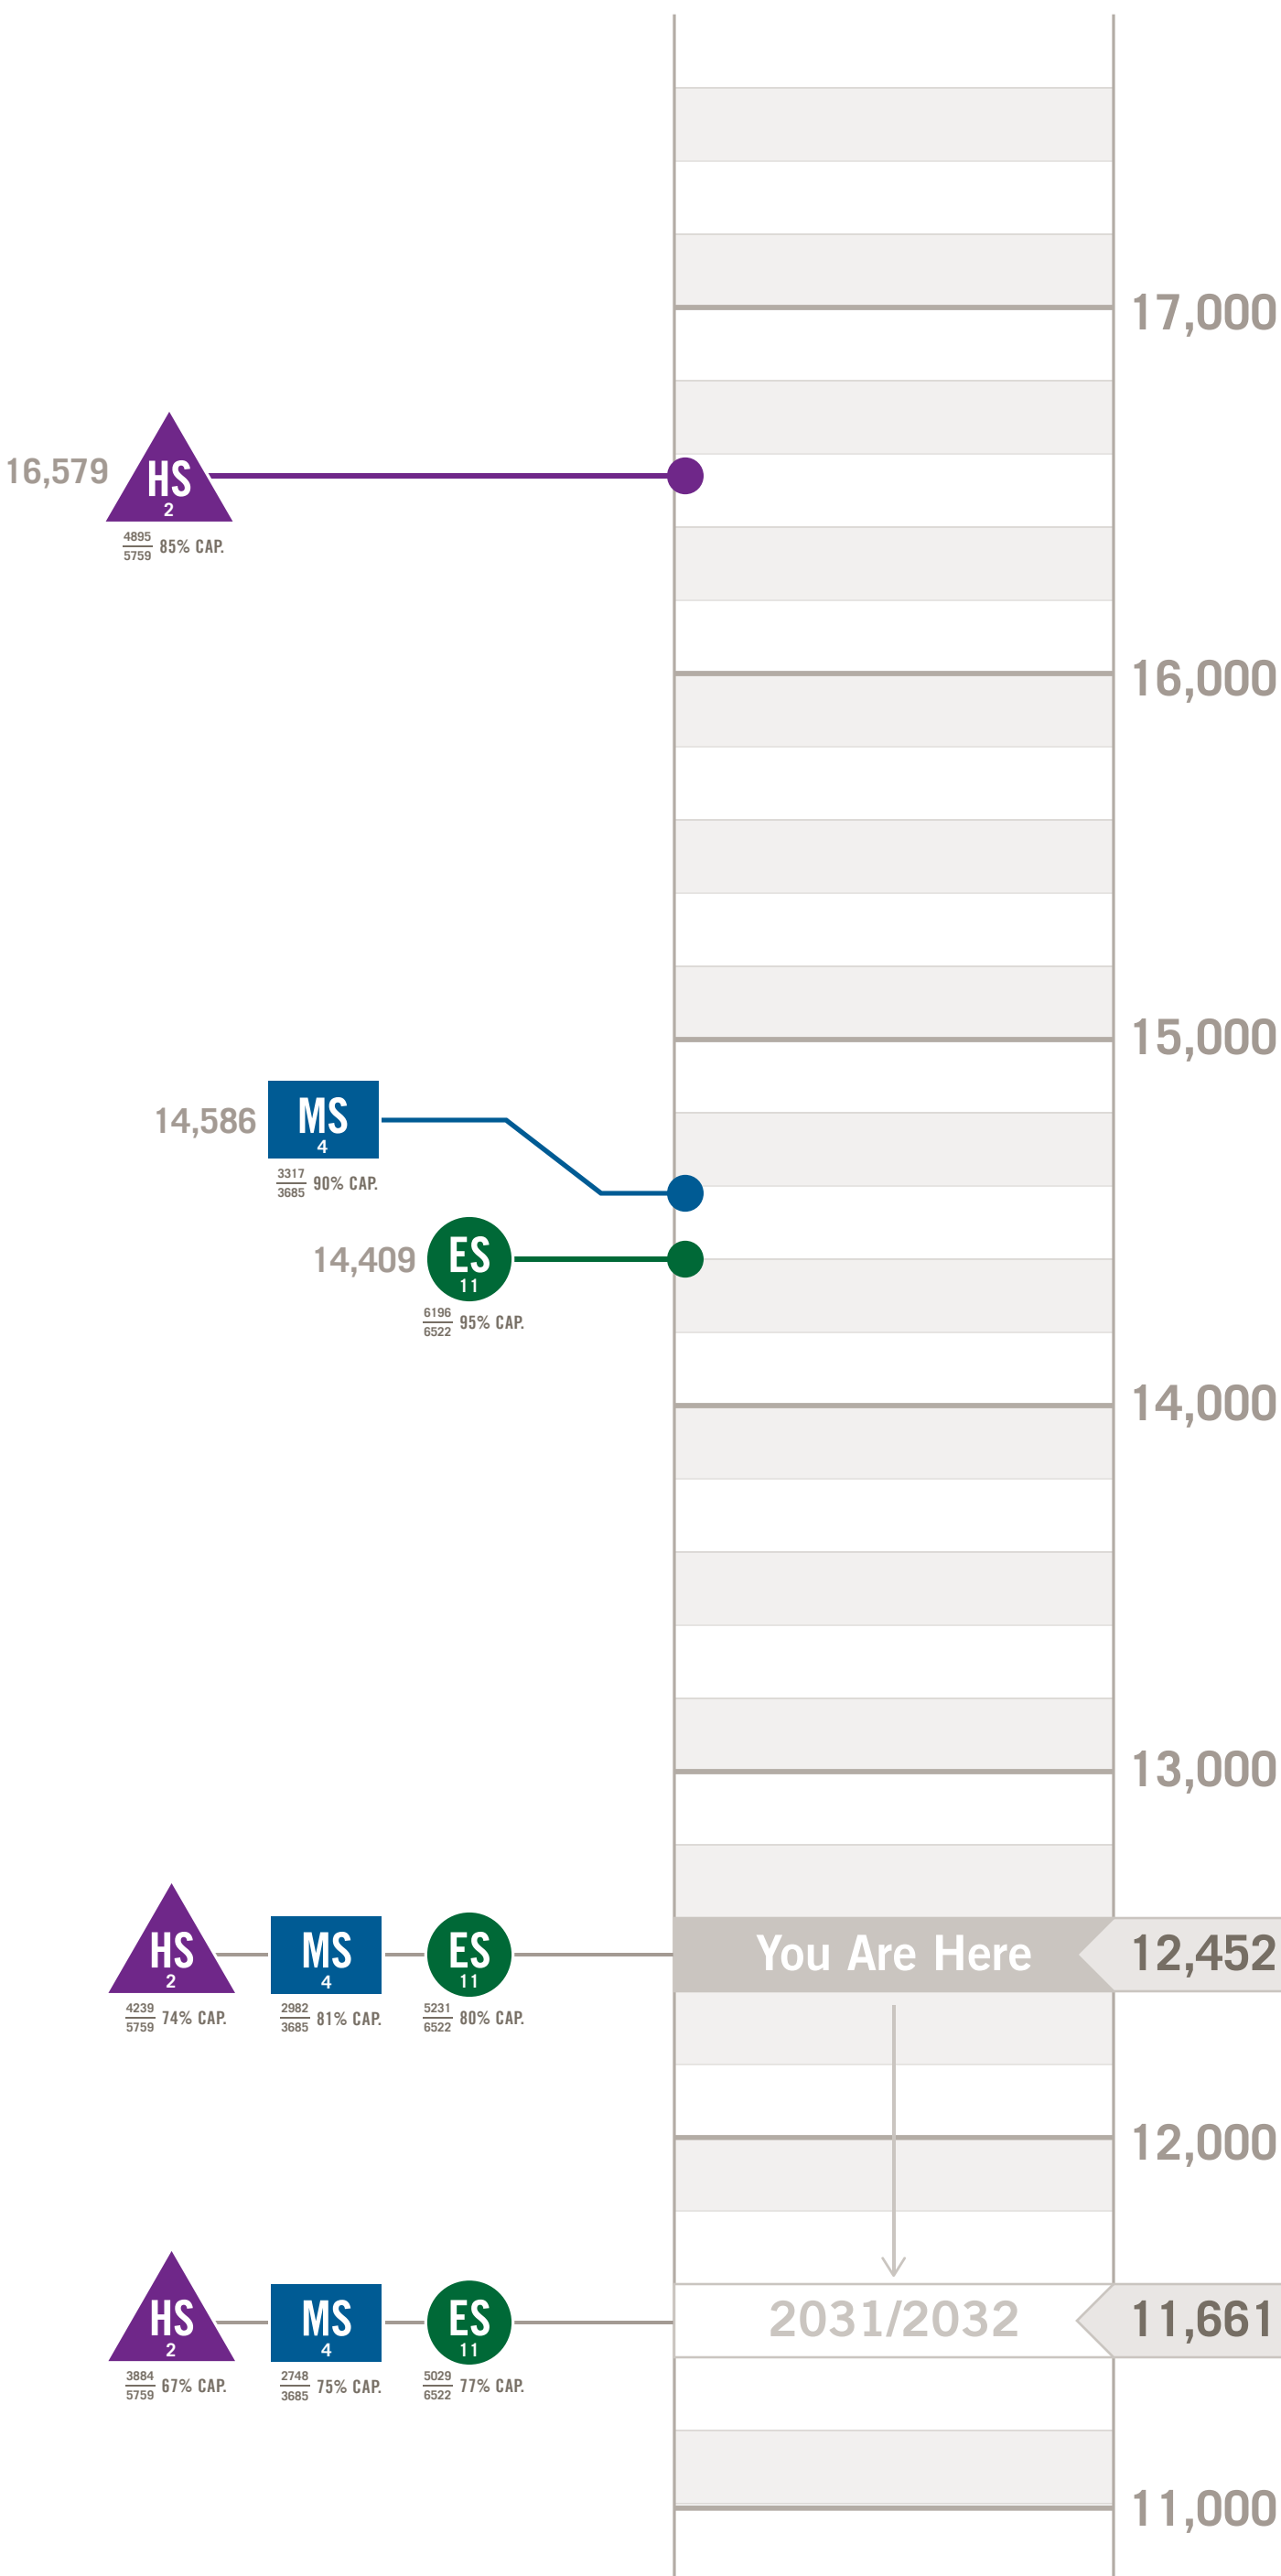 17,000
16,579
HS
2
4895
5759
85% CAP.
16,000
15,000
14,586
MS
4
3317
3685
90% CAP.
14,409
ES
11
6196
6522
95% CAP.
14,000
13,000
HS
2
4239
5759
74% CAP.
MS
4
2982
3685
81% CAP.
ES
11
5231
6522
80% CAP.
You Are Here
12,452
12,000
HS
2
3884
5759
67% CAP.
MS
4
2748
3685
75% CAP.
ES
11
5029
6522
77% CAP.
2031/2032
11,661
11,000